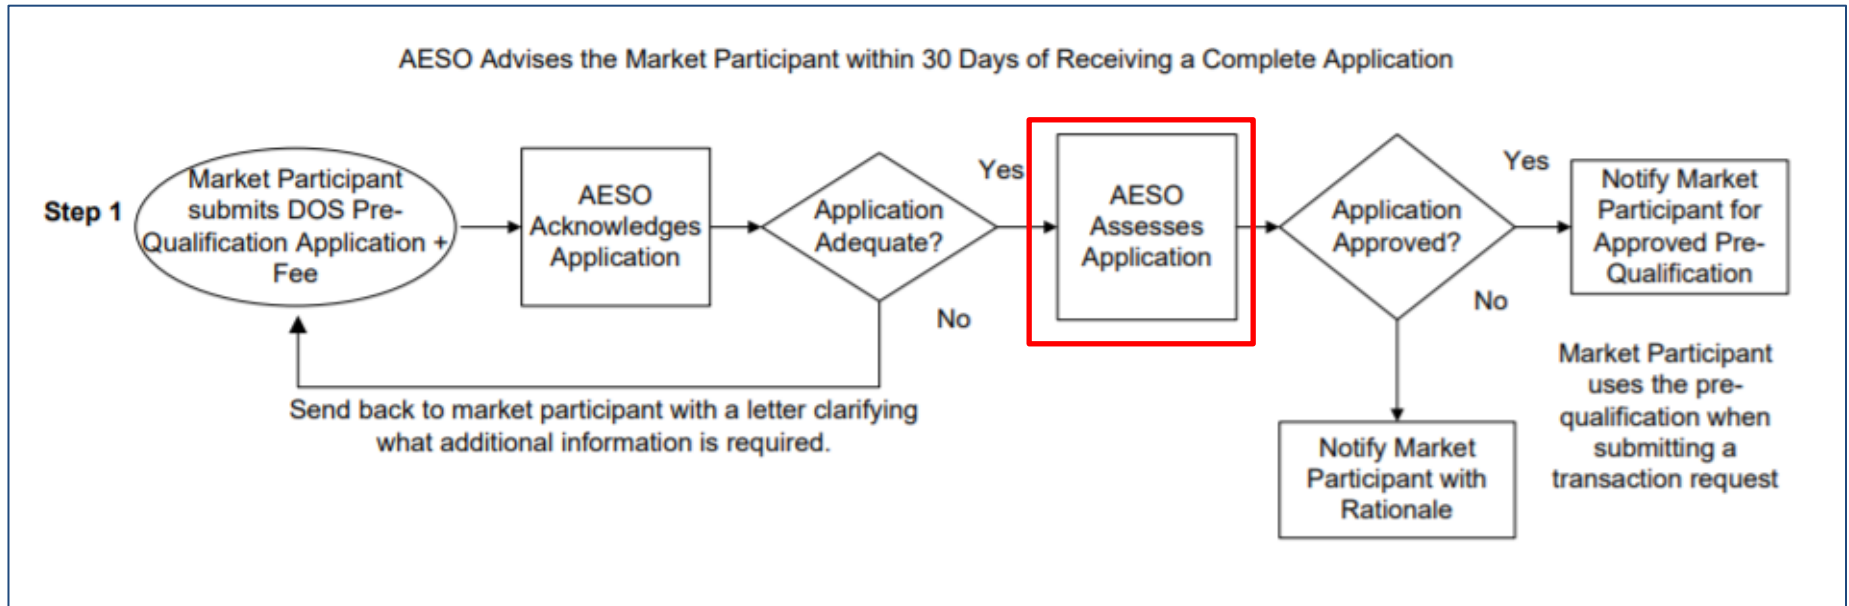 AESO Advises the Market Participant within 30 Days of Receiving a Complete Application
Step 1
Market Participant
submits DOS Pre-
Qualification Application +
Fee
AESO
Acknowledges
Application
Application
Adequate?
Yes
No
Send back to market participant with a letter clarifying
what additional information is required.
AESO
Assesses
Application
Application
Approved?
Yes
No
Notify Market
Participant for
Approved Pre-
Qualification
Notify Market
Participant with
Rationale
Market Participant
uses the pre-
qualification when
submitting a
transaction request